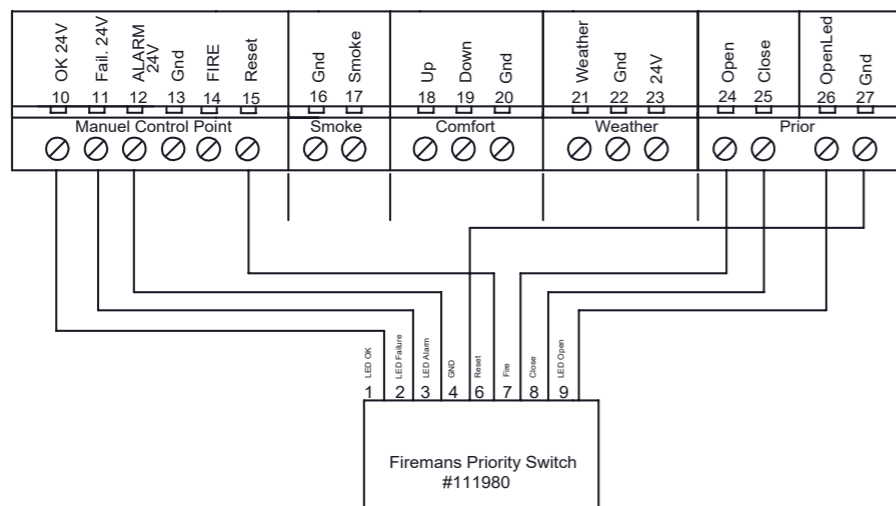 OK 24V
Fail. 24V
ALARM
24V
Gnd
FIRE
Reset
Gnd
Smoke
Up
Down
Gnd
Weather
Gnd
24V
Open
Close
OpenLed
Gnd
10 11 12 13 14 15 16 17 18 19 20 21 22 23 24 25 26 27
Manuel Control Point Smoke Comfort Weather Prior
LED OK
LED Failure
LED Alarm
GND
Reset
Fire
Close
LED Open
1 2 3 4 6 7 8 9
Firemans Priority Switch
#111980